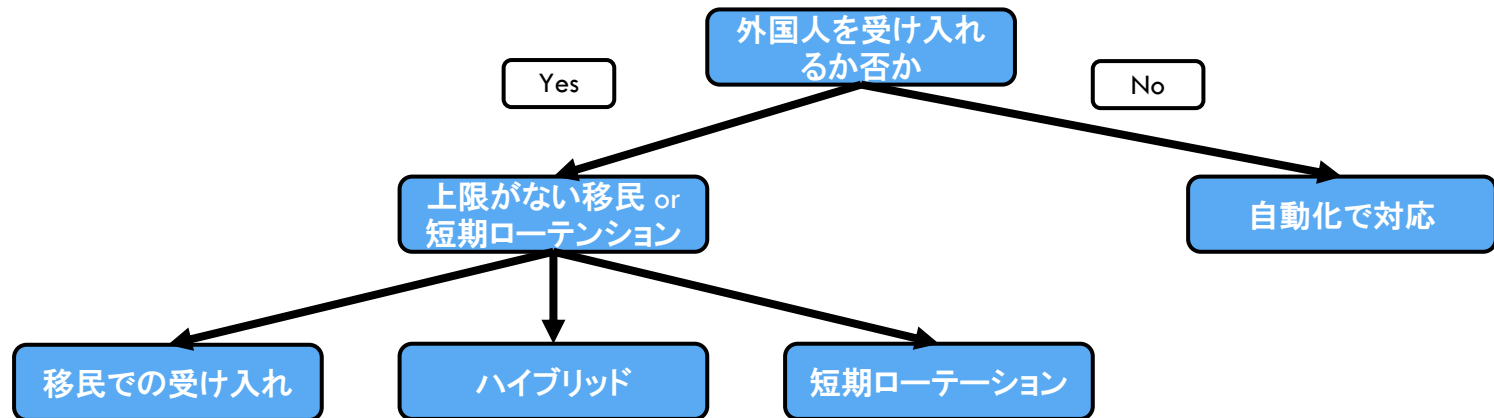 外国人を受け入れ
るか否か
Yes
No
上限がない移民 or
短期ローテンション
自動化で対応
移民での受け入れ
ハイブリッド
短期ローテーション